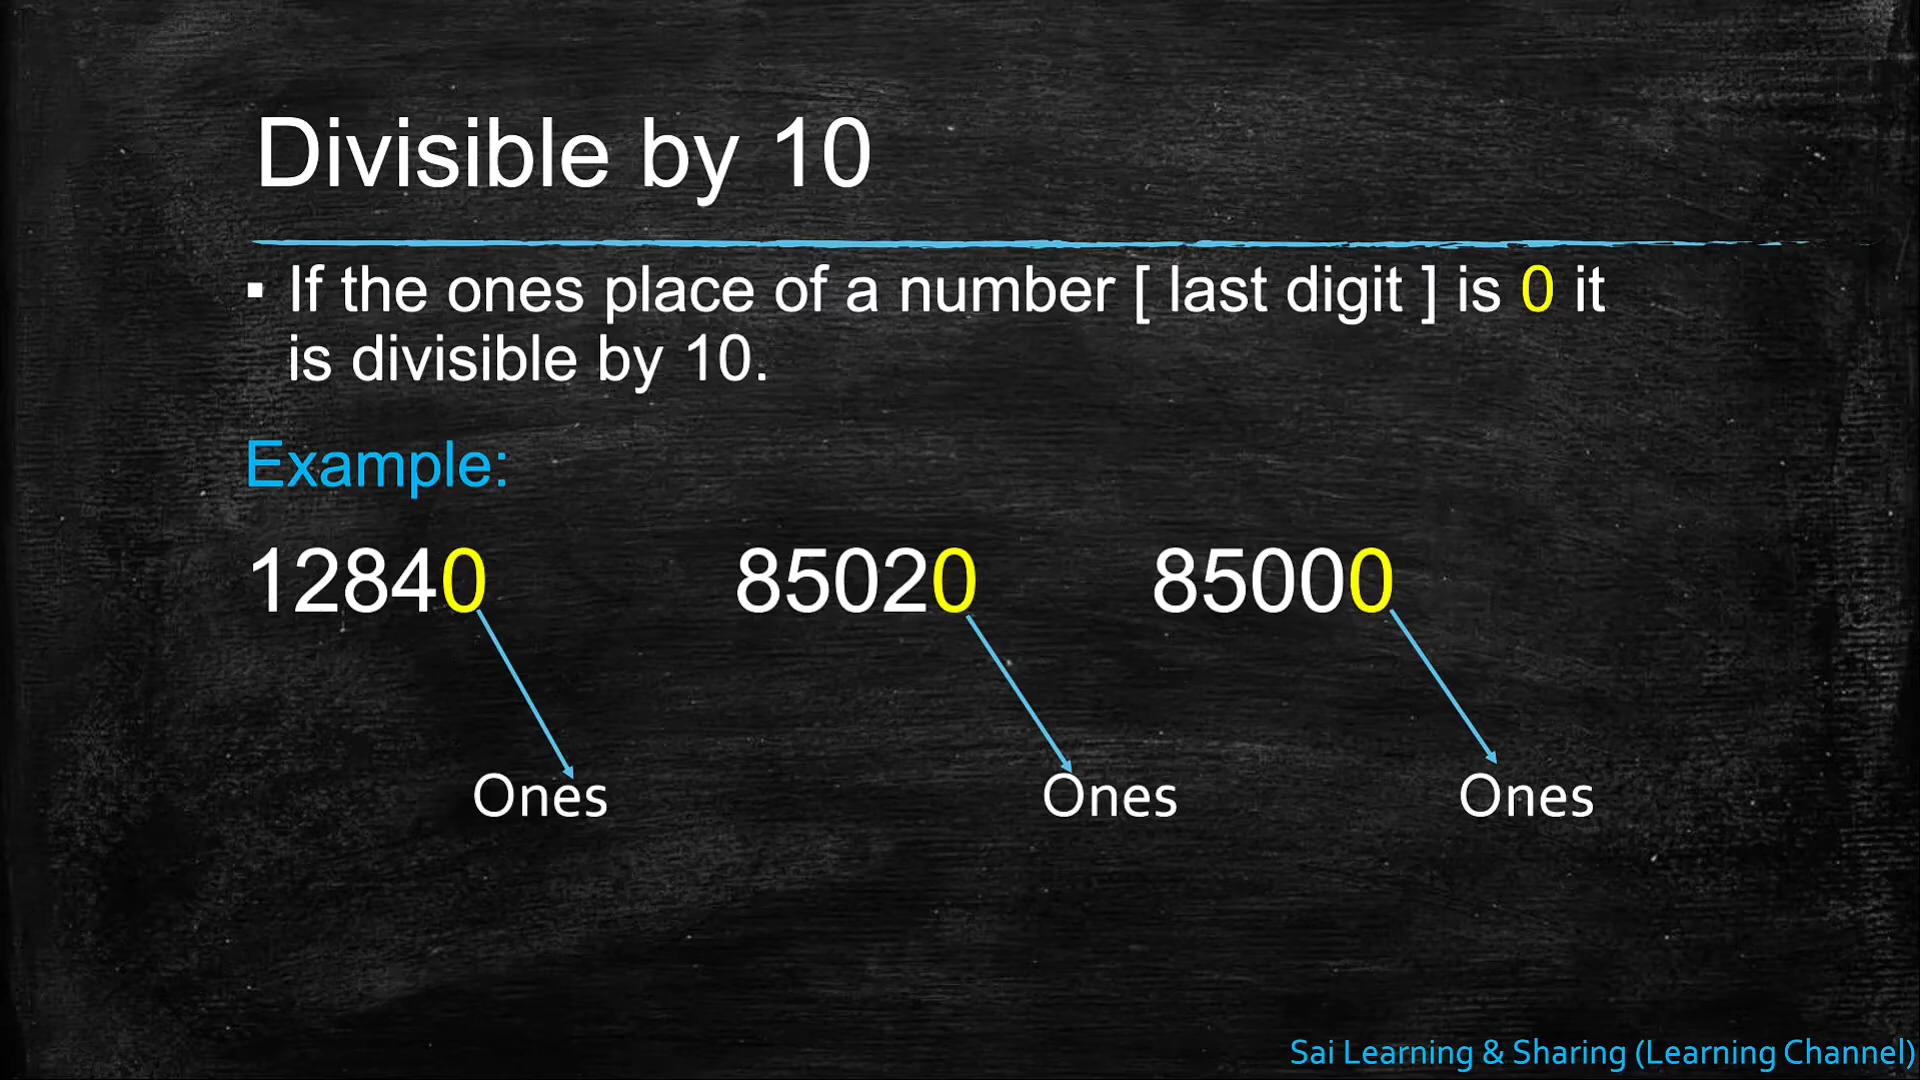 Divisible by 10
▪ If the ones place of a number [ last digit ] is 0 it
is divisible by 10.
Example:
12840 85020 85000
Ones Ones Ones
Sai Learning & Sharing (Learning Channel)